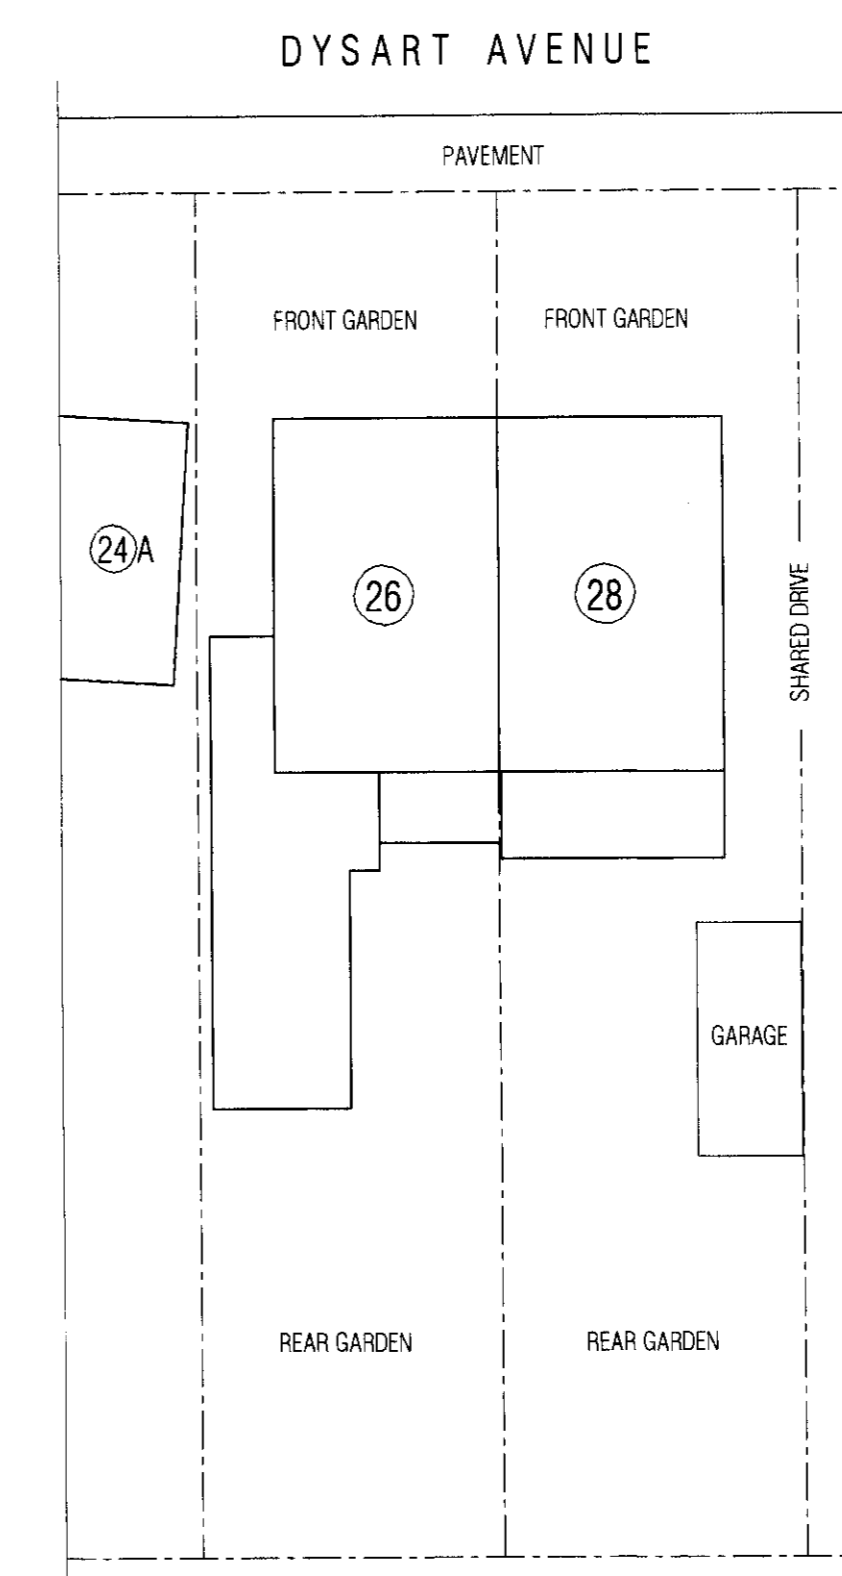 DYSART AVENUE
PAVEMENT
FRONT GARDEN
FRONT GARDEN
24A
26
28
SHARED DRIVE
GARAGE
REAR GARDEN
REAR GARDEN